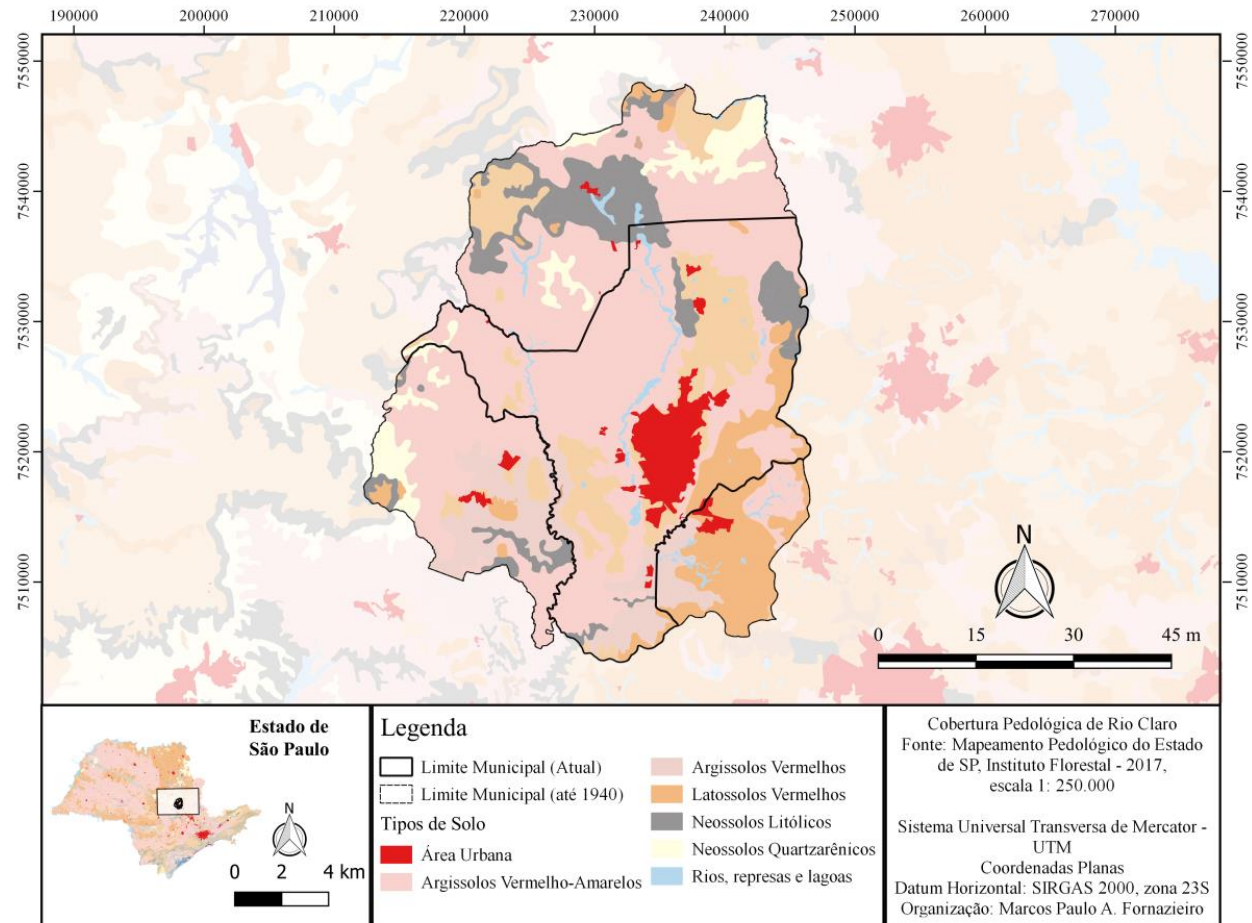 190000 200000 210000 220000 230000 240000 250000 260000 270000
7550000 7550000
7540000 7540000
7530000 7530000
7520000 7520000
7510000 7510000
N
0 15 30 45 m
Estado de
São Paulo
N
0 2 4 km
Legenda
Limite Municipal (Atual)
Limite Municipal (até 1940)
Tipos de Solo
Área Urbana
Argissolos Vermelho-Amarelos
Argissolos Vermelhos
Latossolos Vermelhos
Neossolos Litólicos
Neossolos Quartzarênicos
Rios, represas e lagoas
Cobertura Pedológica de Rio Claro
Fonte: Mapeamento Pedológico do Estado
de SP, Instituto Florestal - 2017,
escala 1: 250.000
Sistema Universal Transversa de Mercator -
UTM
Coordenadas Planas
Datum Horizontal: SIRGAS 2000, zona 23S
Organização: Marcos Paulo A. Fornazieiro